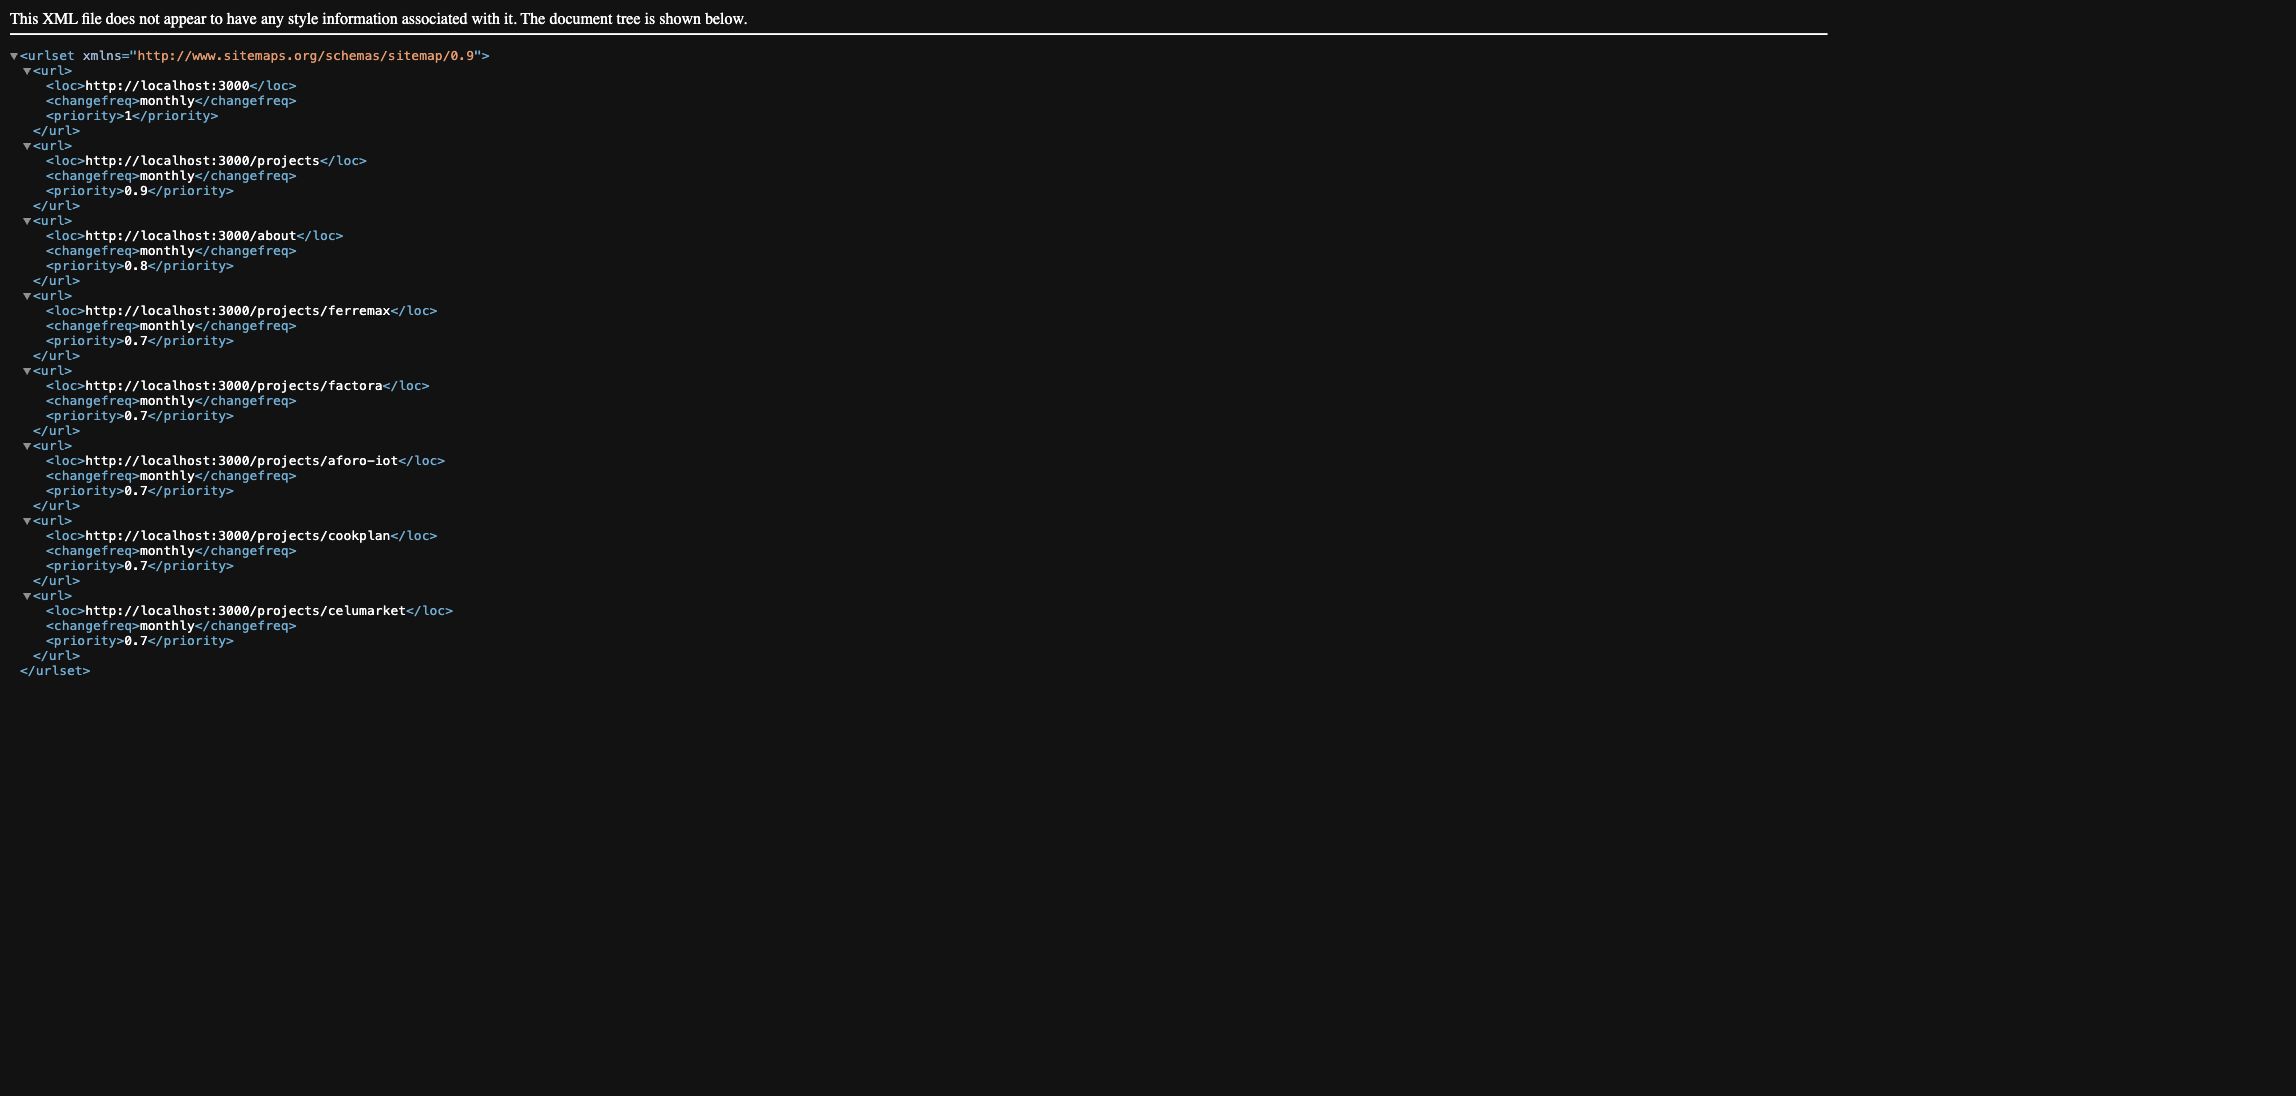 This XML file does not appear to have any style information associated with it. The document tree is shown below.
<urlset xmlns="http://www.sitemaps.org/schemas/sitemap/0.9">
<url>
<loc>http://localhost:3000</loc>
<changefreq>monthly</changefreq>
<priority>1</priority>
</url>
<url>
<loc>http://localhost:3000/projects</loc>
<changefreq>monthly</changefreq>
<priority>0.9</priority>
</url>
<url>
<loc>http://localhost:3000/about</loc>
<changefreq>monthly</changefreq>
<priority>0.8</priority>
</url>
<url>
<loc>http://localhost:3000/projects/ferremax</loc>
<changefreq>monthly</changefreq>
<priority>0.7</priority>
</url>
<url>
<loc>http://localhost:3000/projects/factora</loc>
<changefreq>monthly</changefreq>
<priority>0.7</priority>
</url>
<url>
<loc>http://localhost:3000/projects/aforo-iot</loc>
<changefreq>monthly</changefreq>
<priority>0.7</priority>
</url>
<url>
<loc>http://localhost:3000/projects/cookplan</loc>
<changefreq>monthly</changefreq>
<priority>0.7</priority>
</url>
<url>
<loc>http://localhost:3000/projects/celumarket</loc>
<changefreq>monthly</changefreq>
<priority>0.7</priority>
</url>
</urlset>